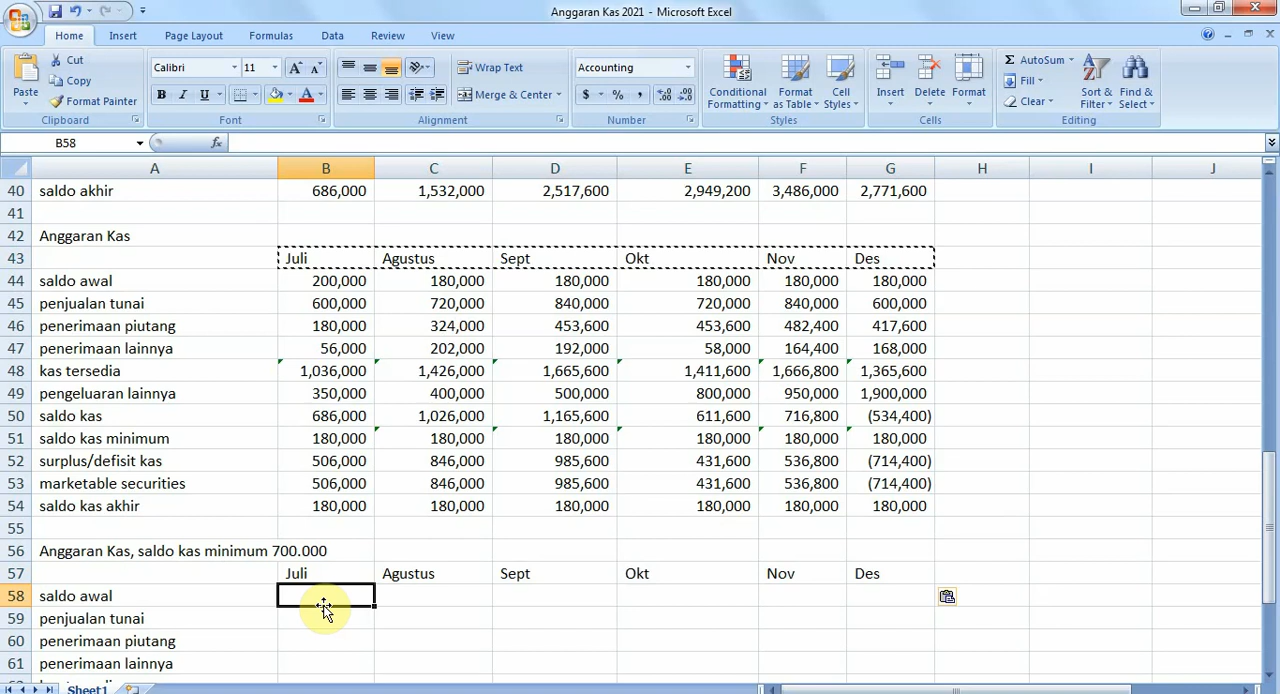 Anggaran Kas 2021 - Microsoft Excel
Home Insert Page Layout Formulas Data Review View
Paste Cut Copy Format Painter Clipboard
Calibri 11 A A B I U A Font
Wrap Text Merge & Center Alignment
Accounting $ % , .0 .00 .00 .0 Number
Conditional Formatting Format as Table Cell Styles Styles
Insert Delete Format Cells
Σ AutoSum Fill Clear Sort & Filter Find & Select Editing
B58 fx
A B C D E F G H I J
40 saldo akhir 686,000 1,532,000 2,517,600 2,949,200 3,486,000 2,771,600
41
42 Anggaran Kas
43 Juli Agustus Sept Okt Nov Des
44 saldo awal 200,000 180,000 180,000 180,000 180,000 180,000
45 penjualan tunai 600,000 720,000 840,000 720,000 840,000 600,000
46 penerimaan piutang 180,000 324,000 453,600 453,600 482,400 417,600
47 penerimaan lainnya 56,000 202,000 192,000 58,000 164,400 168,000
48 kas tersedia 1,036,000 1,426,000 1,665,600 1,411,600 1,666,800 1,365,600
49 pengeluaran lainnya 350,000 400,000 500,000 800,000 950,000 1,900,000
50 saldo kas 686,000 1,026,000 1,165,600 611,600 716,800 (534,400)
51 saldo kas minimum 180,000 180,000 180,000 180,000 180,000 180,000
52 surplus/defisit kas 506,000 846,000 985,600 431,600 536,800 (714,400)
53 marketable securities 506,000 846,000 985,600 431,600 536,800 (714,400)
54 saldo kas akhir 180,000 180,000 180,000 180,000 180,000 180,000
55
56 Anggaran Kas, saldo kas minimum 700.000
57 Juli Agustus Sept Okt Nov Des
58 saldo awal
59 penjualan tunai
60 penerimaan piutang
61 penerimaan lainnya
Sheet1